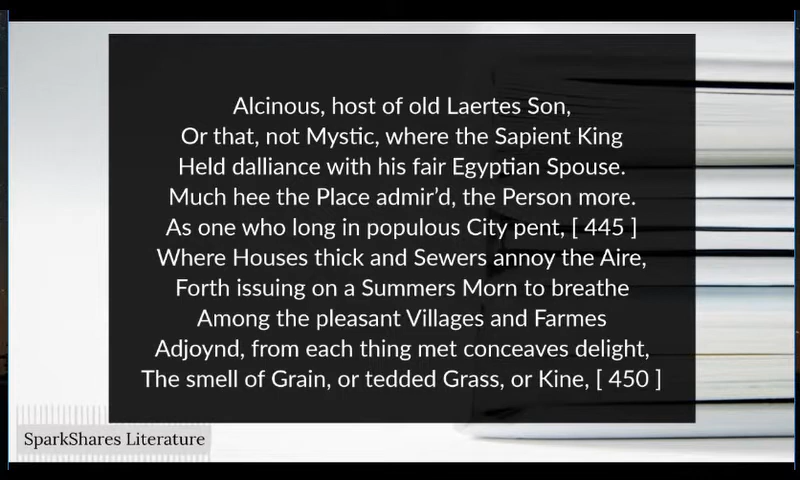 Alcinous, host of old Laertes Son,
Or that, not Mystic, where the Sapient King
Held dalliance with his fair Egyptian Spouse.
Much hee the Place admir’d, the Person more.
As one who long in populous City pent, [ 445 ]
Where Houses thick and Sewers annoy the Aire,
Forth issuing on a Summers Morn to breathe
Among the pleasant Villages and Farmes
Adjoynd, from each thing met conceaves delight,
The smell of Grain, or tedded Grass, or Kine, [ 450 ]
SparkShares Literature